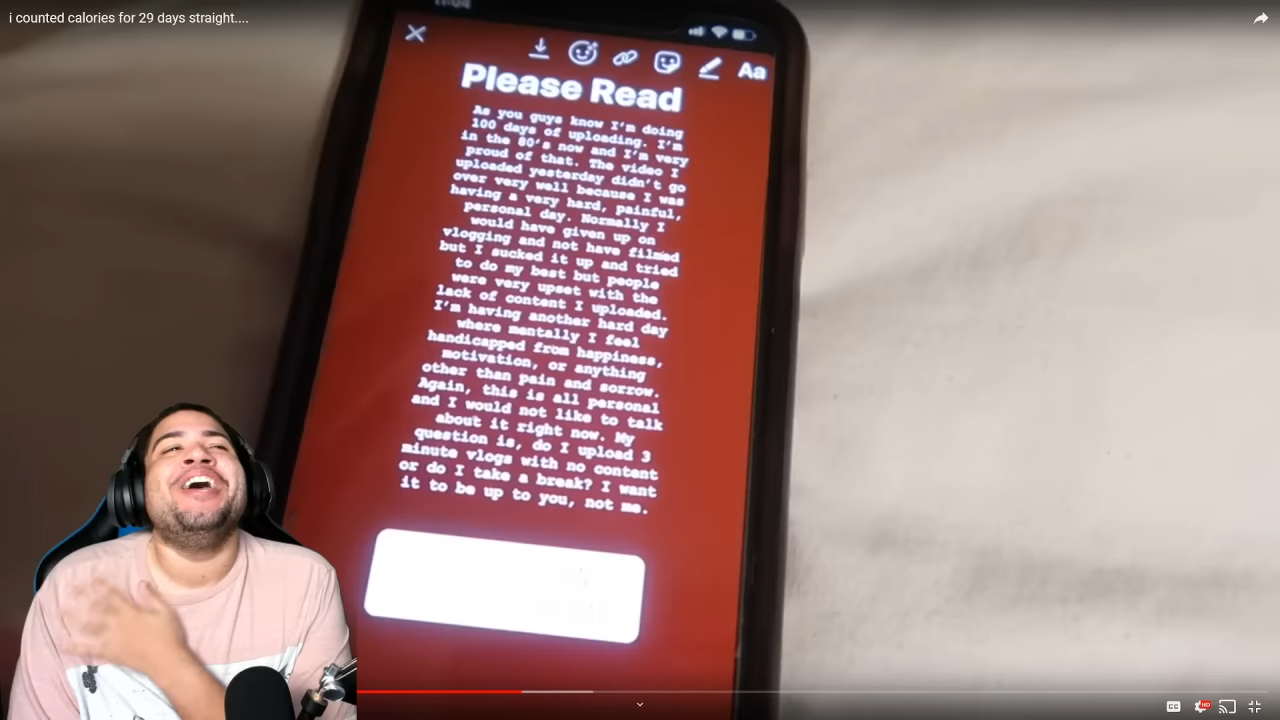 i counted calories for 29 days straight....
Aa
Please Read
As you guys know I'm doing
100 days of uploading. I'm
in the 80's now and I'm very
proud of that. The video I
uploaded yesterday didn't go
over very well because I was
having a very hard, painful,
personal day. Normally I
would have given up on
vlogging and not have filmed
but I sucked it up and tried
to do my best but people
were very upset with the
lack of content I uploaded.
I'm having another hard day
where mentally I feel
handicapped from happiness,
motivation, or anything
other than pain and sorrow.
Again, this is all personal
and I would not like to talk
about it right now. My
question is, do I upload 3
minute vlogs with no content
or do I take a break? I want
it to be up to you, not me.
CC
HD